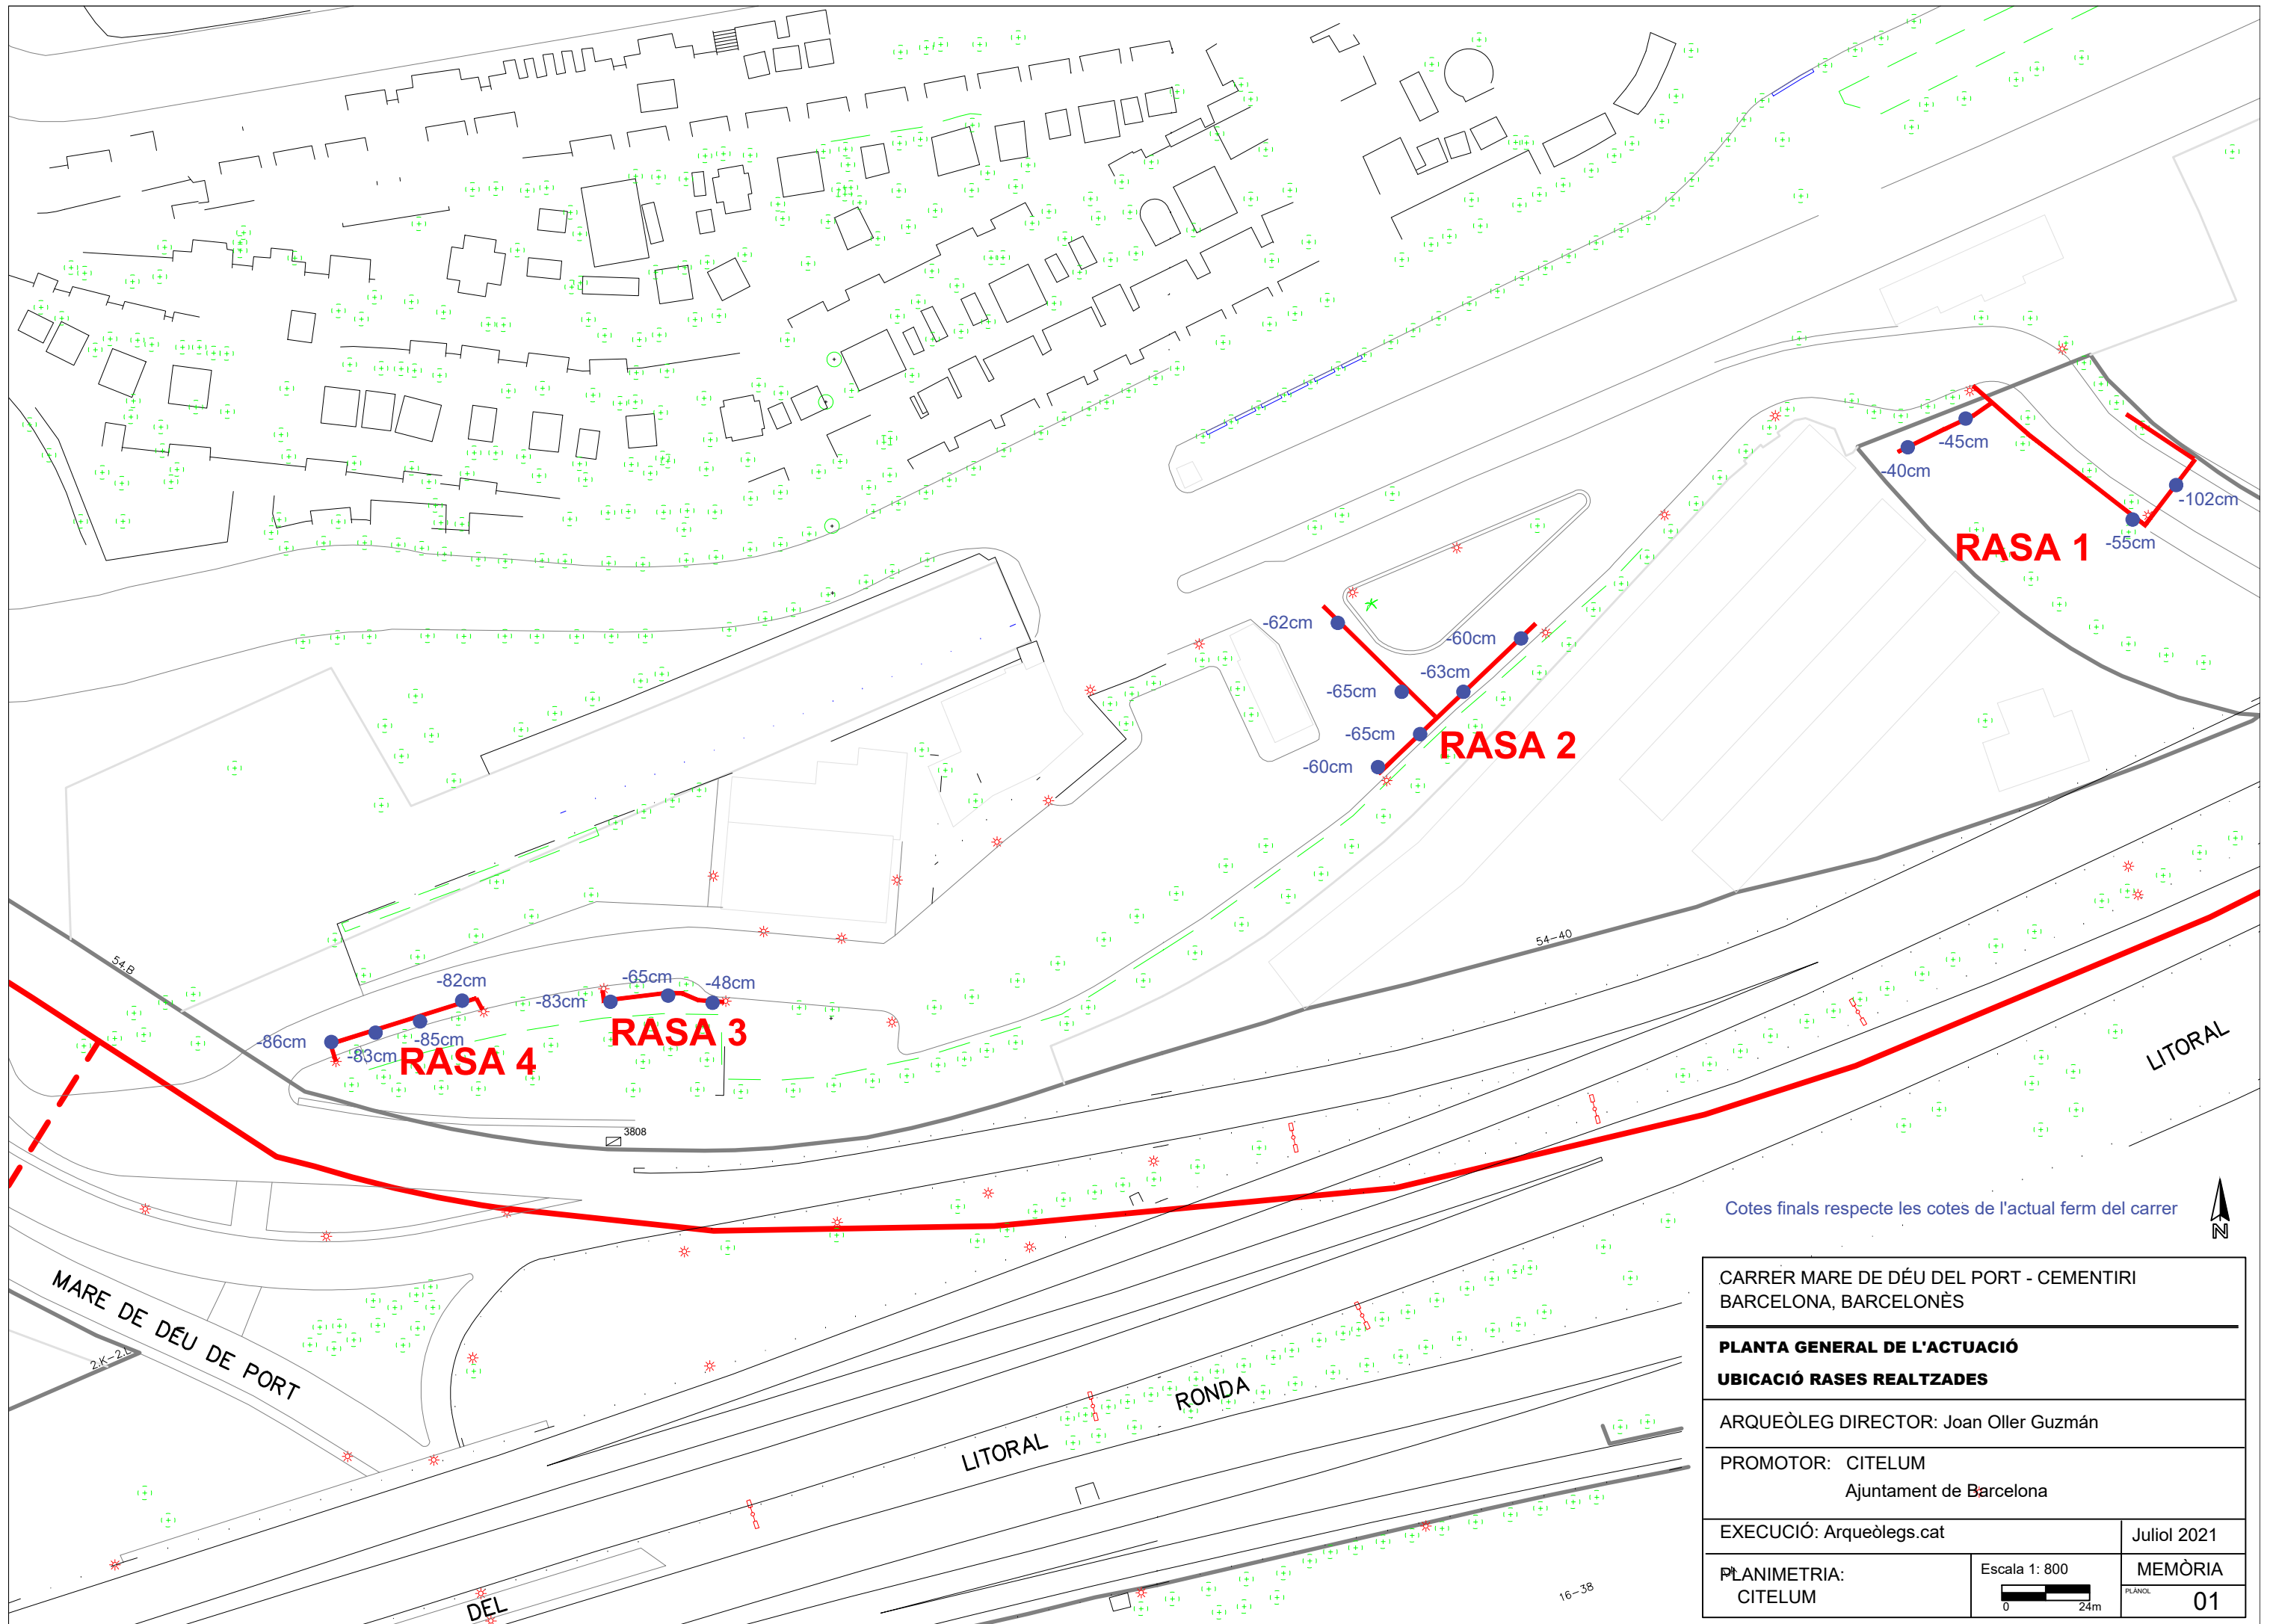 -45cm
-40cm
-102cm
-55cm
RASA 1
-62cm
-60cm
-63cm
-65cm
-65cm
RASA 2
-60cm
54-40
54.B
-82cm
-65cm
-48cm
-83cm
RASA 3
-86cm
-85cm
-83cm
RASA 4
3808
LITORAL
Cotes finals respecte les cotes de l'actual ferm del carrer
N
MARE DE DÉU DE PORT
2.K-2.L
RONDA
LITORAL
DEL
16-38
CARRER MARE DE DÉU DEL PORT - CEMENTIRI
BARCELONA, BARCELONÈS
PLANTA GENERAL DE L'ACTUACIÓ
UBICACIÓ RASES REALTZADES
ARQUEÒLEG DIRECTOR: Joan Oller Guzmán
PROMOTOR: CITELUM
Ajuntament de Barcelona
EXECUCIÓ: Arqueòlegs.cat
Juliol 2021
PLANIMETRIA:
CITELUM
Escala 1: 800
0 24m
MEMÒRIA
PLÀNOL
01